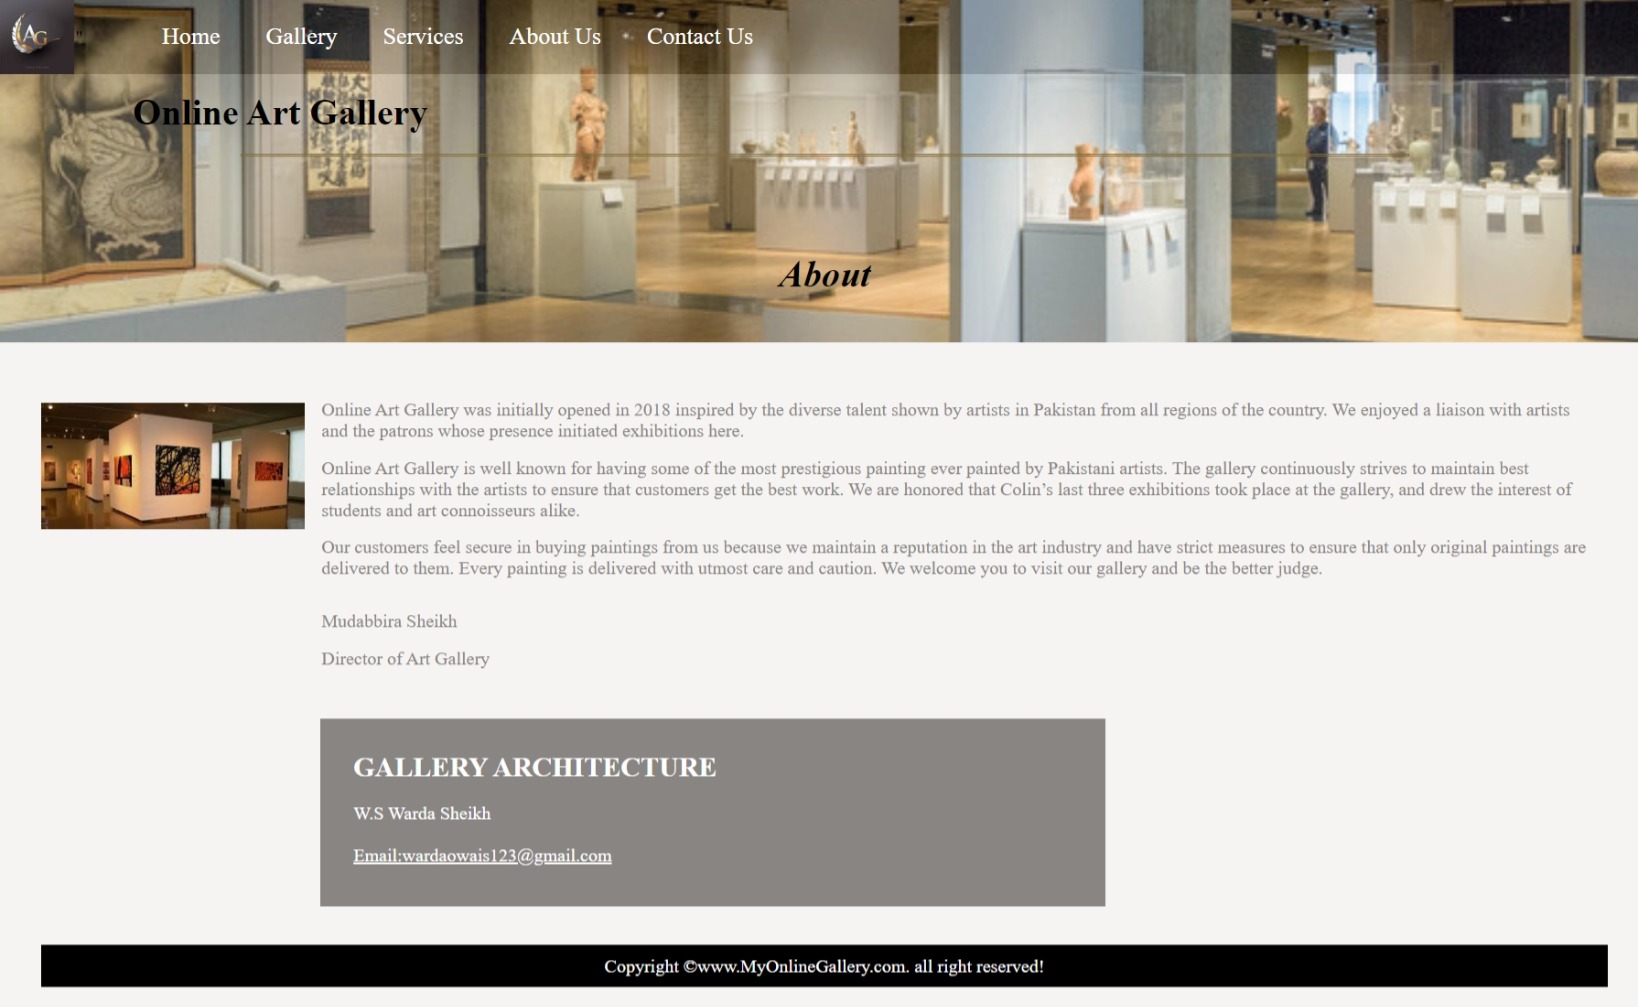 AG
Home Gallery Services About Us Contact Us
Online Art Gallery
About
Online Art Gallery was initially opened in 2018 inspired by the diverse talent shown by artists in Pakistan from all regions of the country. We enjoyed a liaison with artists
and the patrons whose presence initiated exhibitions here.
Online Art Gallery is well known for having some of the most prestigious painting ever painted by Pakistani artists. The gallery continuously strives to maintain best
relationships with the artists to ensure that customers get the best work. We are honored that Colin’s last three exhibitions took place at the gallery, and drew the interest of
students and art connoisseurs alike.
Our customers feel secure in buying paintings from us because we maintain a reputation in the art industry and have strict measures to ensure that only original paintings are
delivered to them. Every painting is delivered with utmost care and caution. We welcome you to visit our gallery and be the better judge.
Mudabbira Sheikh
Director of Art Gallery
GALLERY ARCHITECTURE
W.S Warda Sheikh
Email:wardaowais123@gmail.com
Copyright ©www.MyOnlineGallery.com. all right reserved!